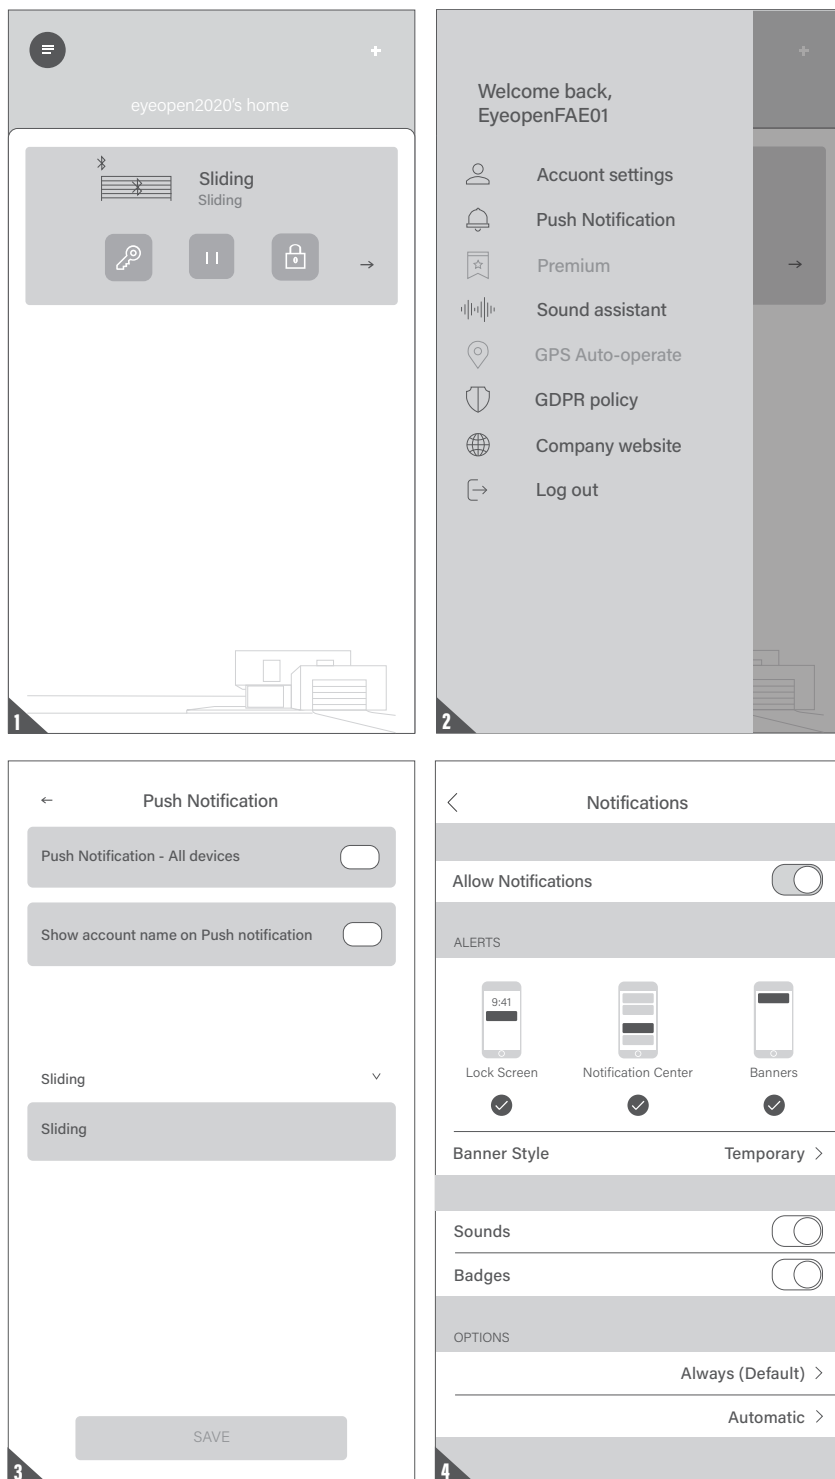 eyeopen2020's home
Sliding
Sliding
1
Welcome back,
EyeopenFAE01
Accuont settings
Push Notification
Premium
Sound assistant
GPS Auto-operate
GDPR policy
Company website
Log out
2
Push Notification
Push Notification - All devices
Show account name on Push notification
Sliding
Sliding
SAVE
3
Notifications
Allow Notifications
ALERTS
9:41
Lock Screen Notification Center Banners
Banner Style Temporary
Sounds
Badges
OPTIONS
Always (Default)
Automatic
4